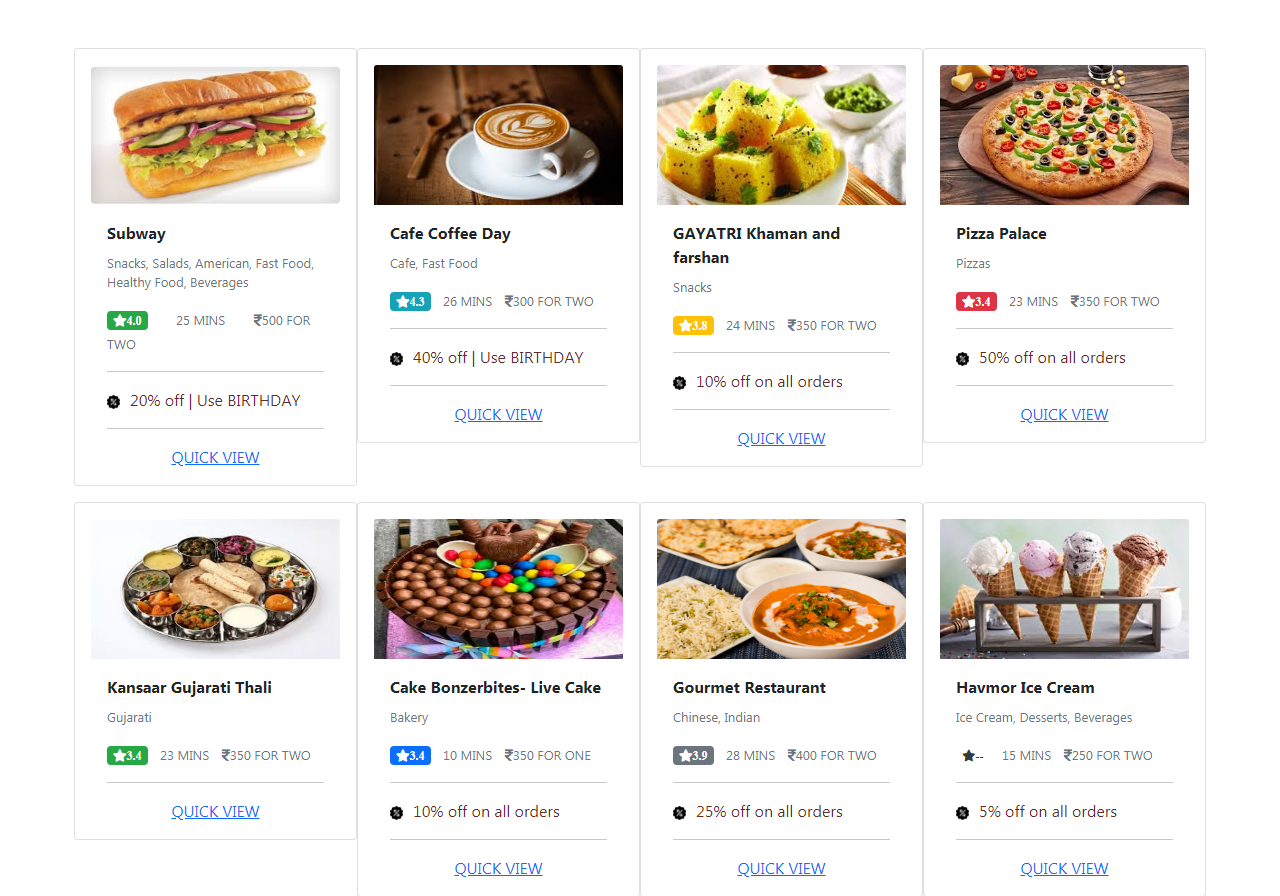 Subway
Snacks, Salads, American, Fast Food,
Healthy Food, Beverages
4.0 25 MINS ₹500 FOR
TWO
20% off | Use BIRTHDAY
QUICK VIEW
Cafe Coffee Day
Cafe, Fast Food
4.3 26 MINS ₹300 FOR TWO
40% off | Use BIRTHDAY
QUICK VIEW
GAYATRI Khaman and
farshan
Snacks
3.8 24 MINS ₹350 FOR TWO
10% off on all orders
QUICK VIEW
Pizza Palace
Pizzas
3.4 23 MINS ₹350 FOR TWO
50% off on all orders
QUICK VIEW
Kansaar Gujarati Thali
Gujarati
3.4 23 MINS ₹350 FOR TWO
QUICK VIEW
Cake Bonzerbites- Live Cake
Bakery
3.4 10 MINS ₹350 FOR ONE
10% off on all orders
QUICK VIEW
Gourmet Restaurant
Chinese, Indian
3.9 28 MINS ₹400 FOR TWO
25% off on all orders
QUICK VIEW
Havmor Ice Cream
Ice Cream, Desserts, Beverages
-- 15 MINS ₹250 FOR TWO
5% off on all orders
QUICK VIEW